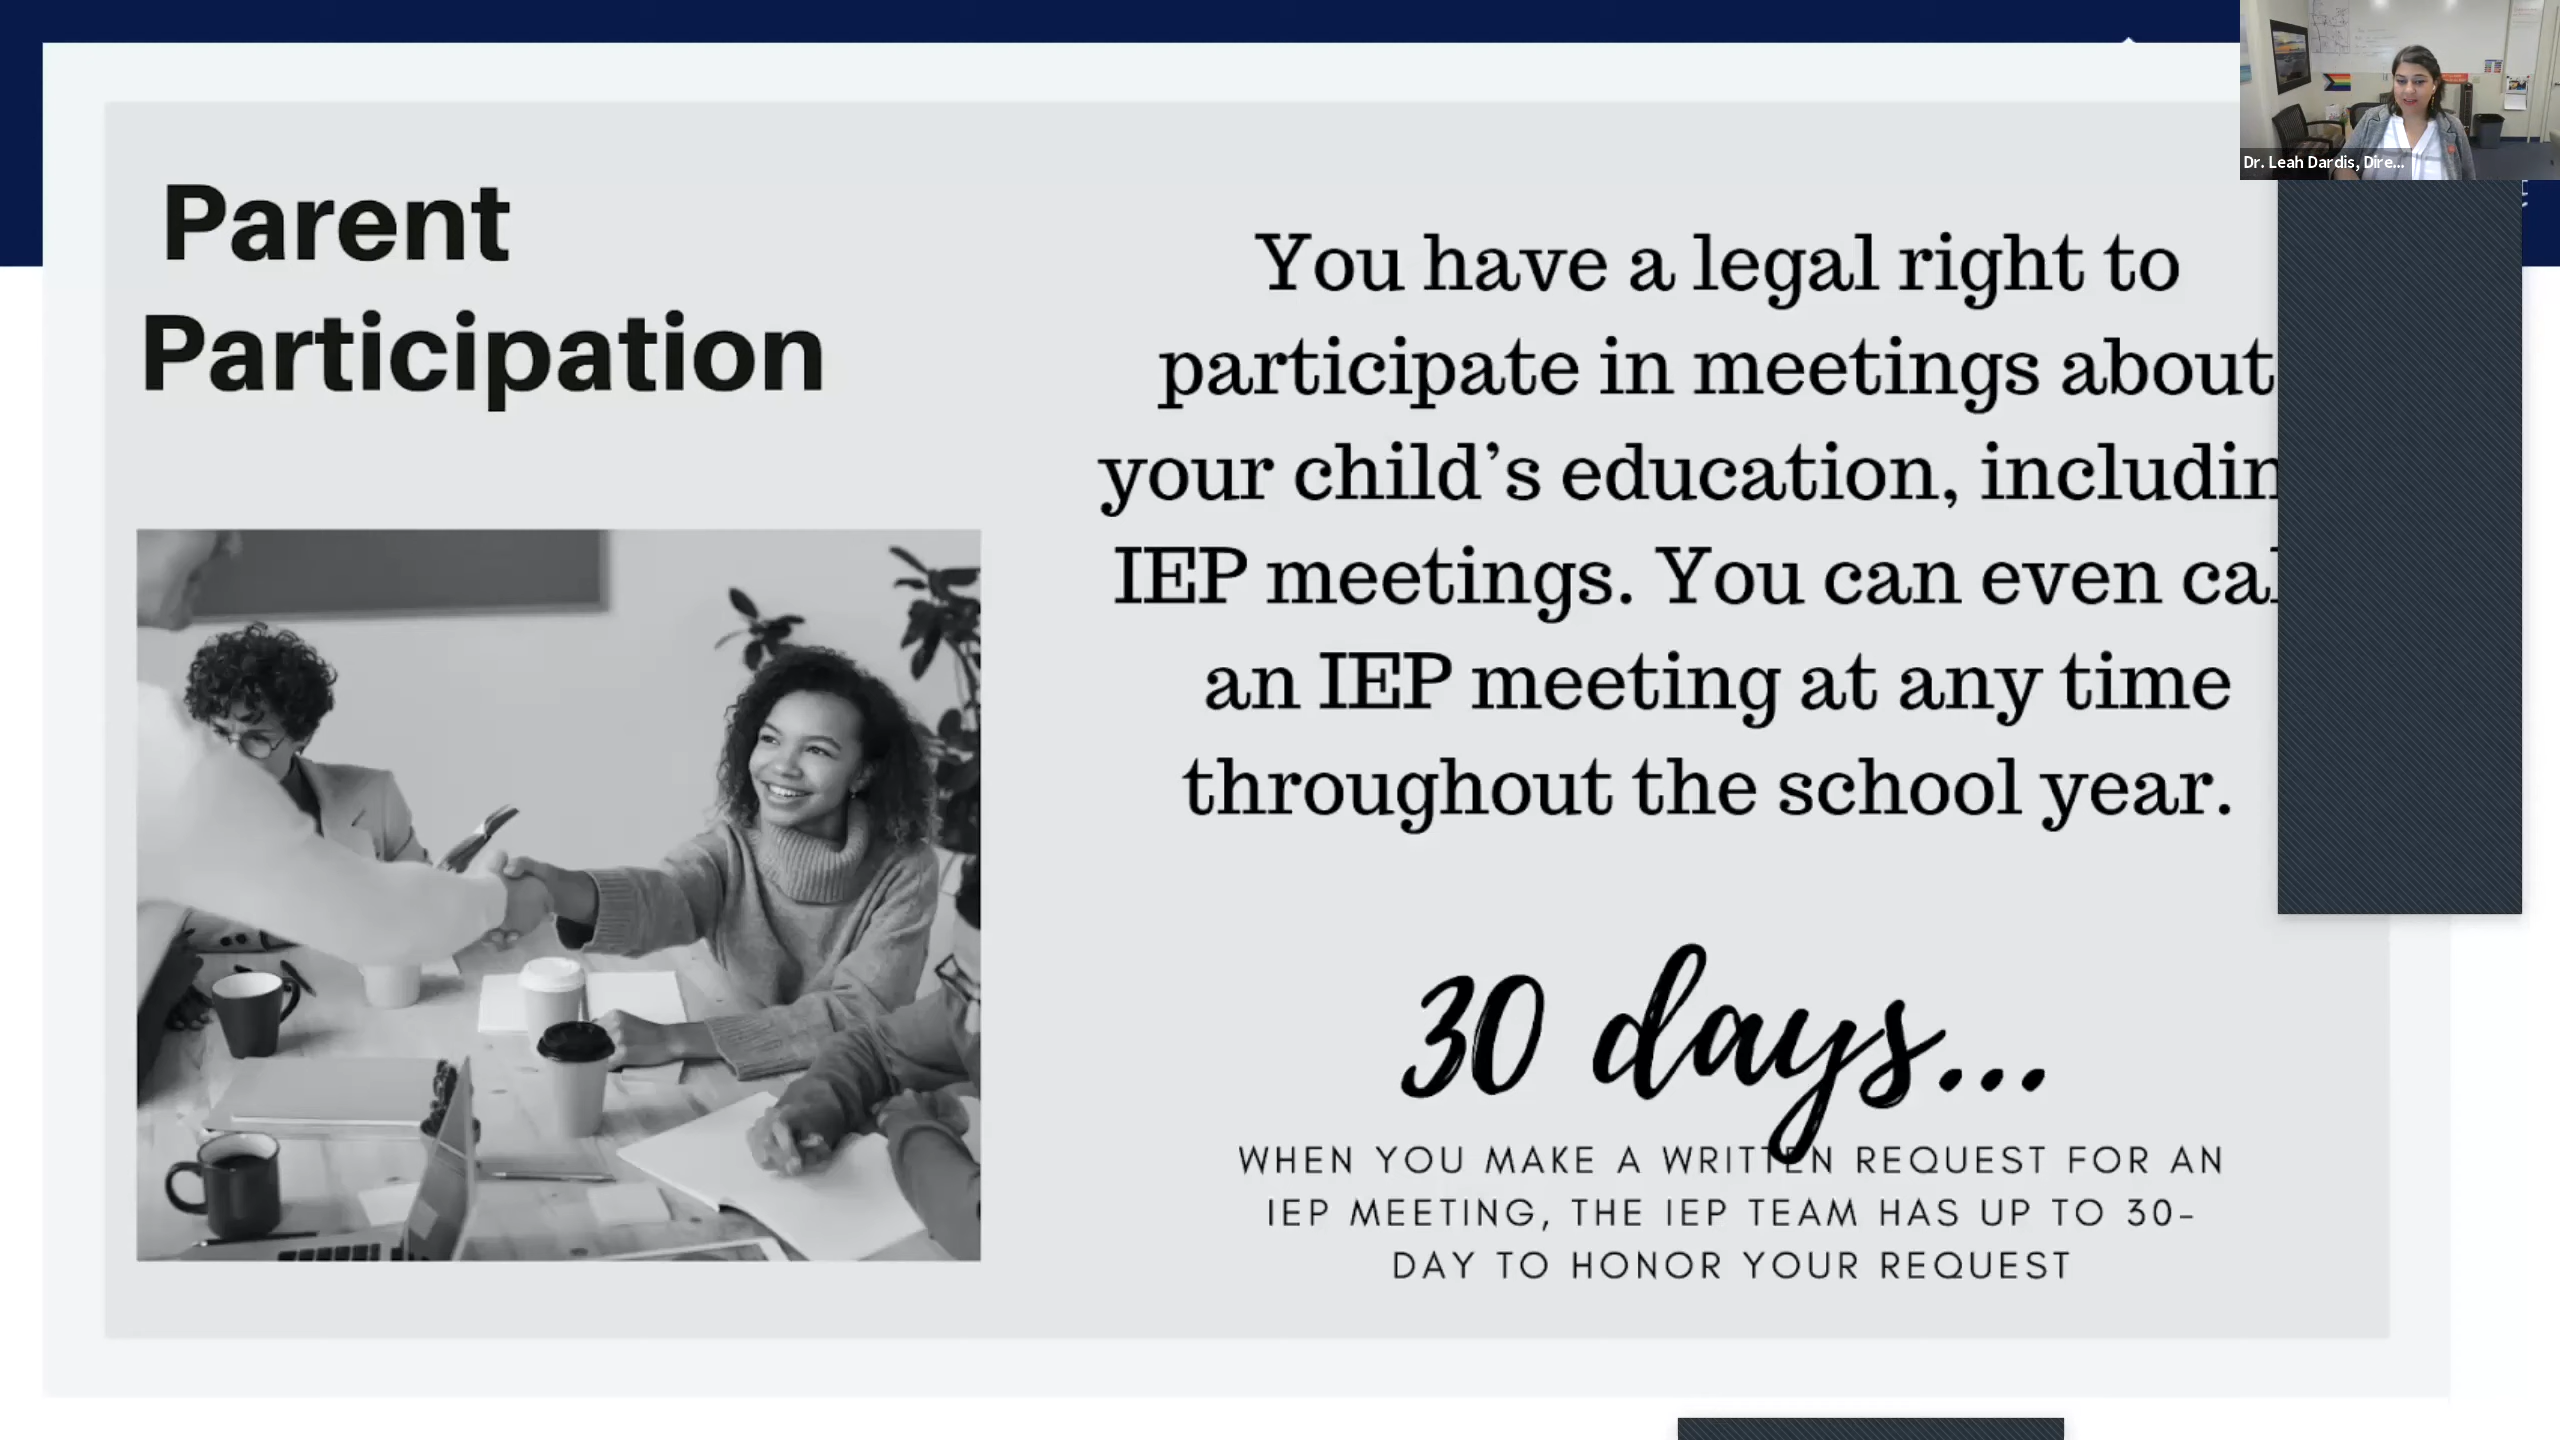 Parent
Participation
You have a legal right to
participate in meetings about
your child’s education, includin
IEP meetings. You can even cal
an IEP meeting at any time
throughout the school year.
30 days...
WHEN YOU MAKE A WRITTEN REQUEST FOR AN
IEP MEETING, THE IEP TEAM HAS UP TO 30-
DAY TO HONOR YOUR REQUEST
Dr. Leah Dardis, Dire...